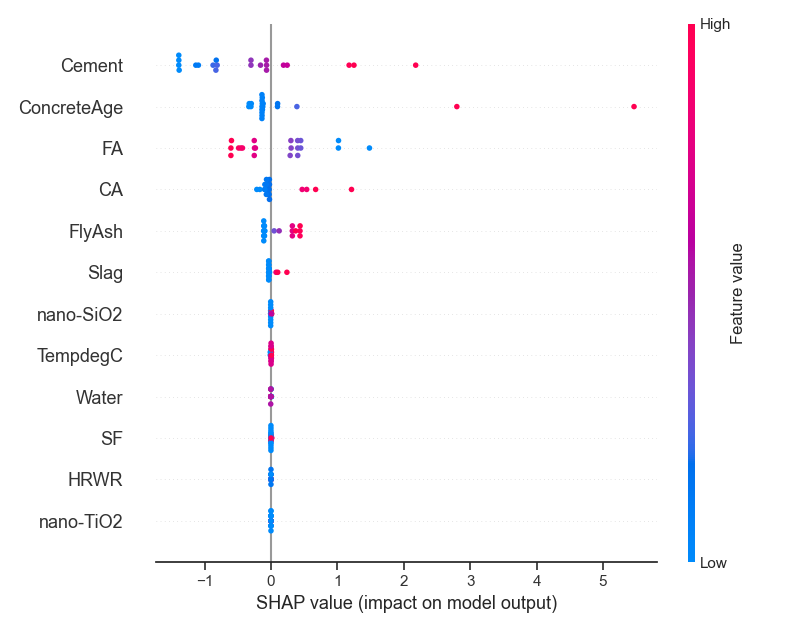 High
Cement
ConcreteAge
FA
CA
FlyAsh
Slag
nano-SiO2
TempdegC
Water
SF
HRWR
nano-TiO2
Feature value
Low
−1 0 1 2 3 4 5
SHAP value (impact on model output)